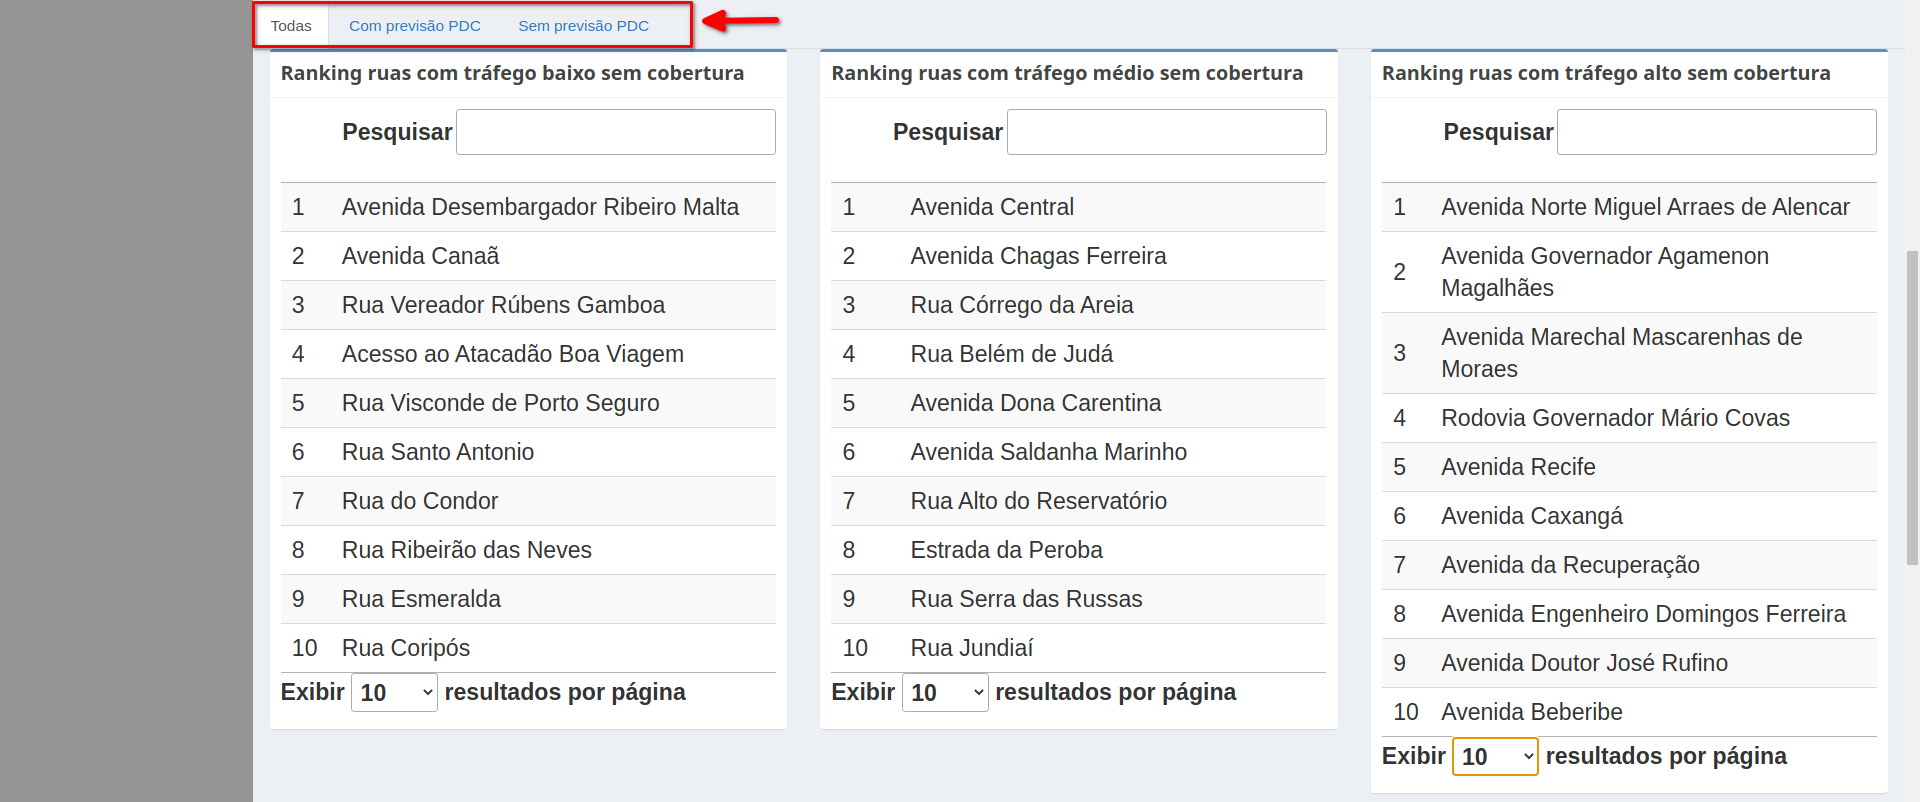 Todas
Com previsão PDC
Sem previsão PDC
Ranking ruas com tráfego baixo sem cobertura
Pesquisar
1 Avenida Desembargador Ribeiro Malta
2 Avenida Canaã
3 Rua Vereador Rúbens Gamboa
4 Acesso ao Atacadão Boa Viagem
5 Rua Visconde de Porto Seguro
6 Rua Santo Antonio
7 Rua do Condor
8 Rua Ribeirão das Neves
9 Rua Esmeralda
10 Rua Coripós
Exibir 10 resultados por página
Ranking ruas com tráfego médio sem cobertura
Pesquisar
1 Avenida Central
2 Avenida Chagas Ferreira
3 Rua Córrego da Areia
4 Rua Belém de Judá
5 Avenida Dona Carentina
6 Avenida Saldanha Marinho
7 Rua Alto do Reservatório
8 Estrada da Peroba
9 Rua Serra das Russas
10 Rua Jundiaí
Exibir 10 resultados por página
Ranking ruas com tráfego alto sem cobertura
Pesquisar
1 Avenida Norte Miguel Arraes de Alencar
2 Avenida Governador Agamenon
Magalhães
3 Avenida Marechal Mascarenhas de
Moraes
4 Rodovia Governador Mário Covas
5 Avenida Recife
6 Avenida Caxangá
7 Avenida da Recuperação
8 Avenida Engenheiro Domingos Ferreira
9 Avenida Doutor José Rufino
10 Avenida Beberibe
Exibir 10 resultados por página